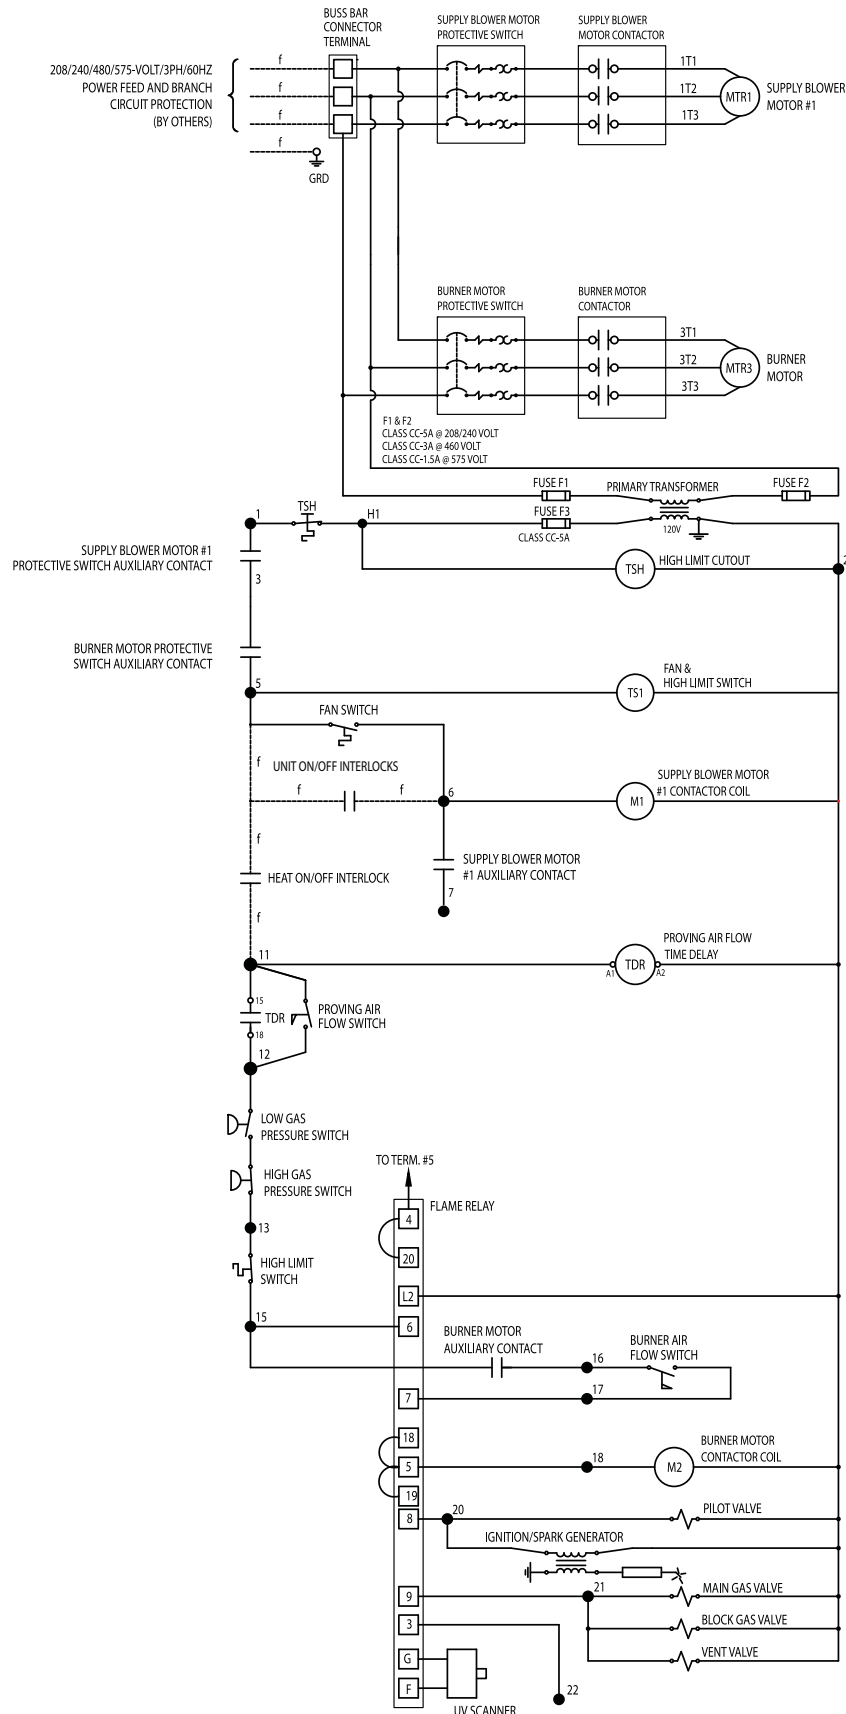 BUSS BAR
CONNECTOR
TERMINAL
SUPPLY BLOWER MOTOR
PROTECTIVE SWITCH
SUPPLY BLOWER
MOTOR CONTACTOR
208/240/480/575-VOLT/3PH/60HZ
POWER FEED AND BRANCH
CIRCUIT PROTECTION
(BY OTHERS)
f
f
f
f
GRD
1T1
1T2
1T3
MTR1
SUPPLY BLOWER
MOTOR #1
BURNER MOTOR
PROTECTIVE SWITCH
BURNER MOTOR
CONTACTOR
3T1
3T2
3T3
MTR3
BURNER
MOTOR
F1 & F2
CLASS CC-5A @ 208/240 VOLT
CLASS CC-3A @ 460 VOLT
CLASS CC-1.5A @ 575 VOLT
FUSE F1
PRIMARY TRANSFORMER
FUSE F2
1
TSH
H1
FUSE F3
CLASS CC-5A
120V
SUPPLY BLOWER MOTOR #1
PROTECTIVE SWITCH AUXILIARY CONTACT
3
TSH
HIGH LIMIT CUTOUT
2
BURNER MOTOR PROTECTIVE
SWITCH AUXILIARY CONTACT
5
TS1
FAN &
HIGH LIMIT SWITCH
FAN SWITCH
f
UNIT ON/OFF INTERLOCKS
f
f
6
M1
SUPPLY BLOWER MOTOR
#1 CONTACTOR COIL
f
HEAT ON/OFF INTERLOCK
SUPPLY BLOWER MOTOR
#1 AUXILIARY CONTACT
7
f
11
A1
TDR
A2
PROVING AIR FLOW
TIME DELAY
15
TDR
18
PROVING AIR
FLOW SWITCH
12
LOW GAS
PRESSURE SWITCH
HIGH GAS
PRESSURE SWITCH
TO TERM. #5
FLAME RELAY
4
13
20
HIGH LIMIT
SWITCH
L2
15
6
BURNER MOTOR
AUXILIARY CONTACT
16
BURNER AIR
FLOW SWITCH
7
17
18
5
18
M2
BURNER MOTOR
CONTACTOR COIL
19
8
20
PILOT VALVE
IGNITION/SPARK GENERATOR
9
21
MAIN GAS VALVE
3
BLOCK GAS VALVE
G
VENT VALVE
F
22
UV SCANNER